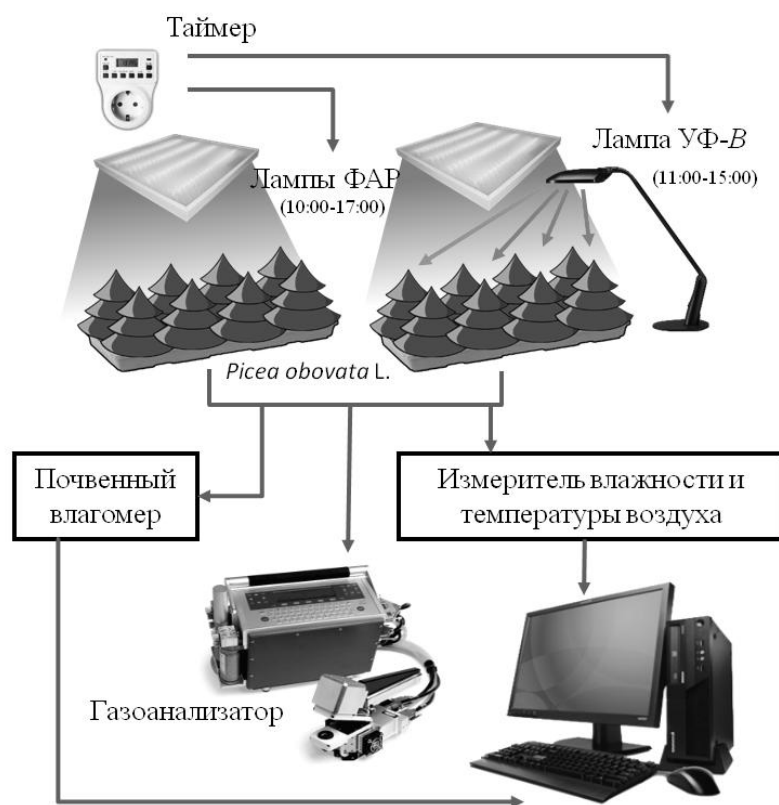 Таймер
Лампа УФ-В
(11:00-15:00)
Лампы ФАР
(10:00-17:00)
Picea obovata L.
Почвенный
влагомер
Измеритель влажности и
температуры воздуха
Газоанализатор